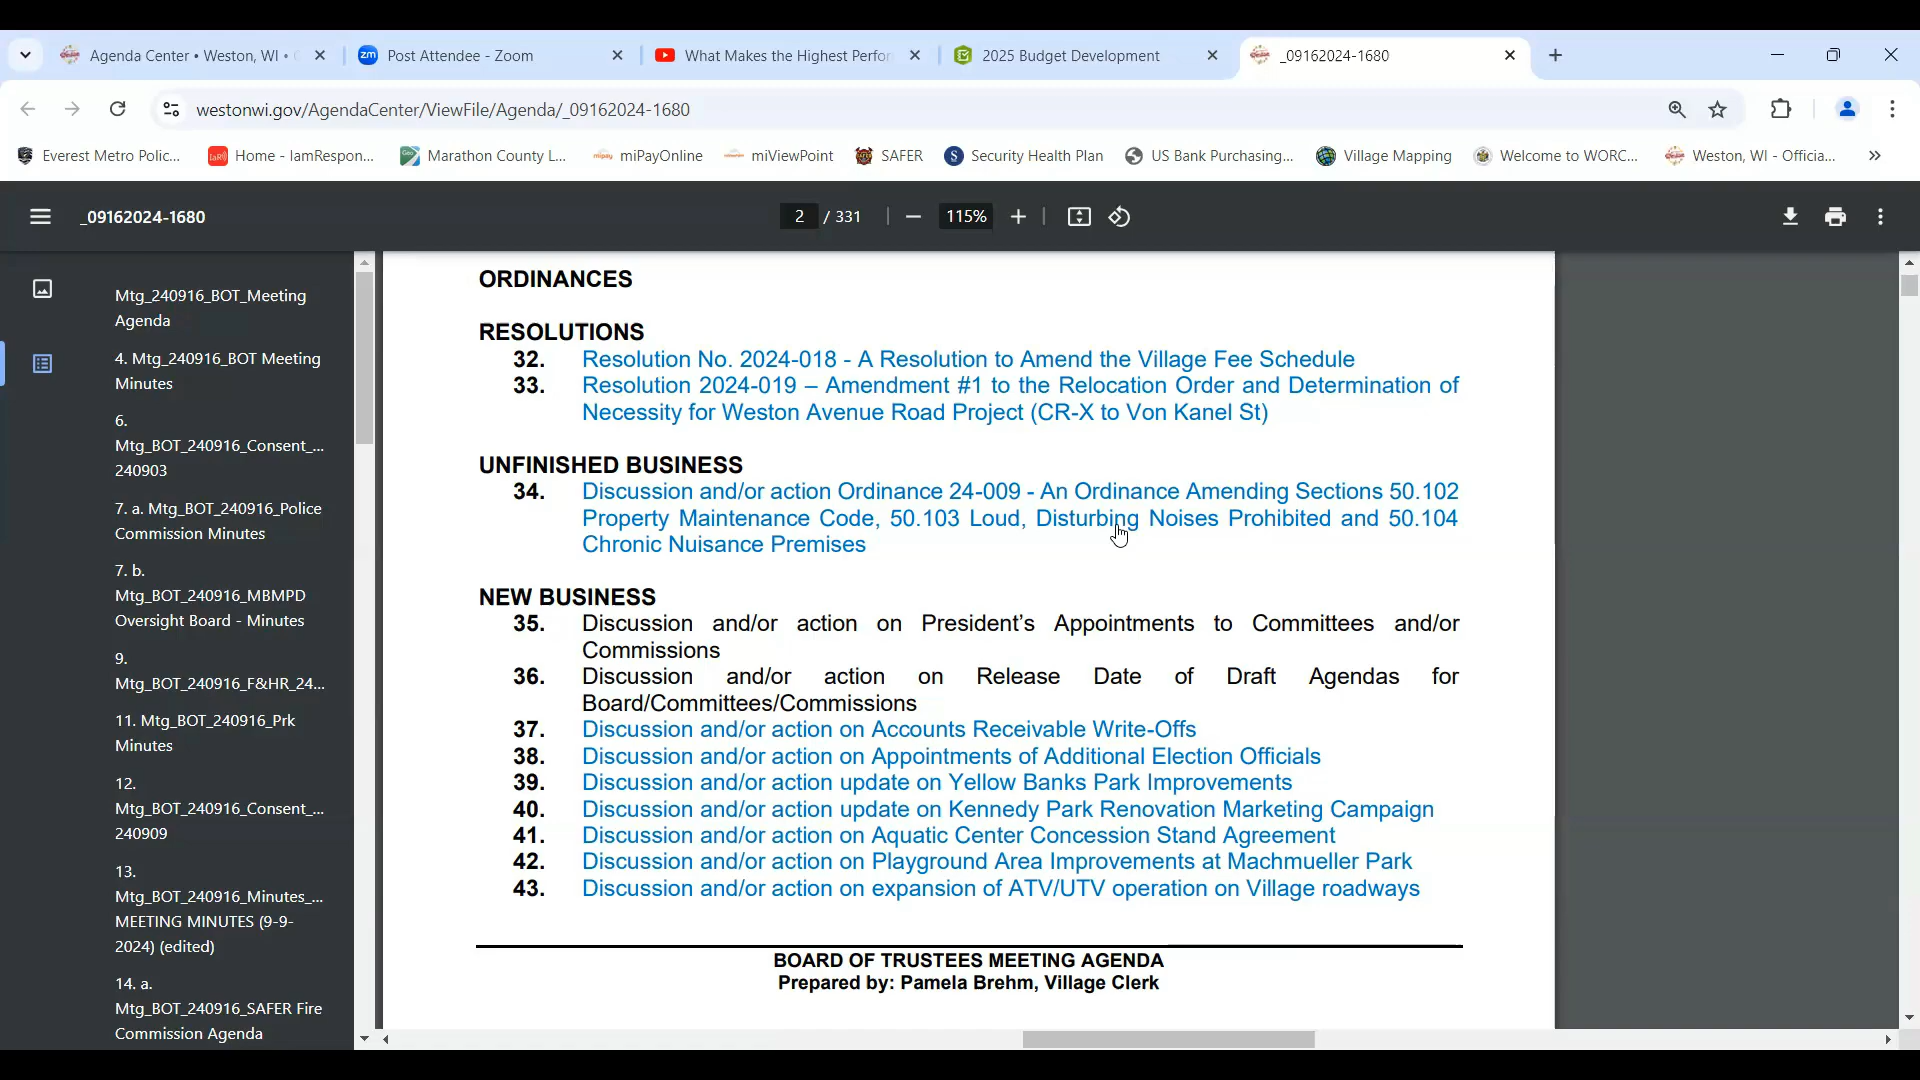 Agenda Center • Weston, WI •
Post Attendee - Zoom
What Makes the Highest Perfor
2025 Budget Development
_09162024-1680
westonwi.gov/AgendaCenter/ViewFile/Agenda/_09162024-1680
Everest Metro Polic...
Home - IamRespon...
Marathon County L...
miPayOnline
miViewPoint
SAFER
Security Health Plan
US Bank Purchasing...
Village Mapping
Welcome to WORC...
Weston, WI - Officia...
_09162024-1680
2 / 331
115%
Mtg_240916_BOT_Meeting
Agenda
4. Mtg_240916_BOT Meeting
Minutes
6.
Mtg_BOT_240916_Consent_...
240903
7. a. Mtg_BOT_240916_Police
Commission Minutes
7. b.
Mtg_BOT_240916_MBMPD
Oversight Board - Minutes
9.
Mtg_BOT_240916_F&HR_24...
11. Mtg_BOT_240916_Prk
Minutes
12.
Mtg_BOT_240916_Consent_...
240909
13.
Mtg_BOT_240916_Minutes_...
MEETING MINUTES (9-9-
2024) (edited)
14. a.
Mtg_BOT_240916_SAFER Fire
Commission Agenda
ORDINANCES
RESOLUTIONS
32. Resolution No. 2024-018 - A Resolution to Amend the Village Fee Schedule
33. Resolution 2024-019 – Amendment #1 to the Relocation Order and Determination of
Necessity for Weston Avenue Road Project (CR-X to Von Kanel St)
UNFINISHED BUSINESS
34. Discussion and/or action Ordinance 24-009 - An Ordinance Amending Sections 50.102
Property Maintenance Code, 50.103 Loud, Disturbing Noises Prohibited and 50.104
Chronic Nuisance Premises
NEW BUSINESS
35. Discussion and/or action on President’s Appointments to Committees and/or
Commissions
36. Discussion and/or action on Release Date of Draft Agendas for
Board/Committees/Commissions
37. Discussion and/or action on Accounts Receivable Write-Offs
38. Discussion and/or action on Appointments of Additional Election Officials
39. Discussion and/or action update on Yellow Banks Park Improvements
40. Discussion and/or action update on Kennedy Park Renovation Marketing Campaign
41. Discussion and/or action on Aquatic Center Concession Stand Agreement
42. Discussion and/or action on Playground Area Improvements at Machmueller Park
43. Discussion and/or action on expansion of ATV/UTV operation on Village roadways
BOARD OF TRUSTEES MEETING AGENDA
Prepared by: Pamela Brehm, Village Clerk